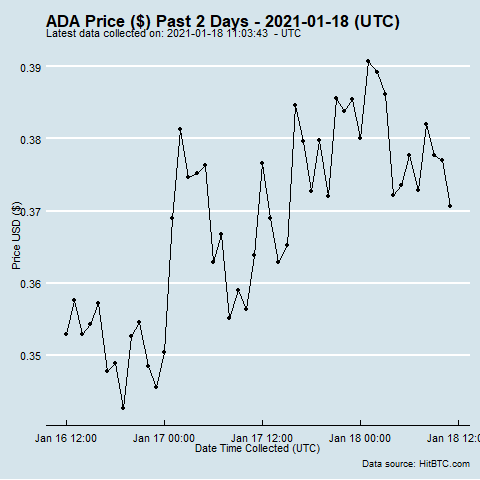 ADA Price ($) Past 2 Days - 2021-01-18 (UTC)
Latest data collected on: 2021-01-18 11:03:43 - UTC
0.39
0.38
0.37
Price USD ($)
0.36
0.35
Jan 16 12:00 Jan 17 00:00 Jan 17 12:00 Jan 18 00:00 Jan 18 12
Date Time Collected (UTC)
Data source: HitBTC.com